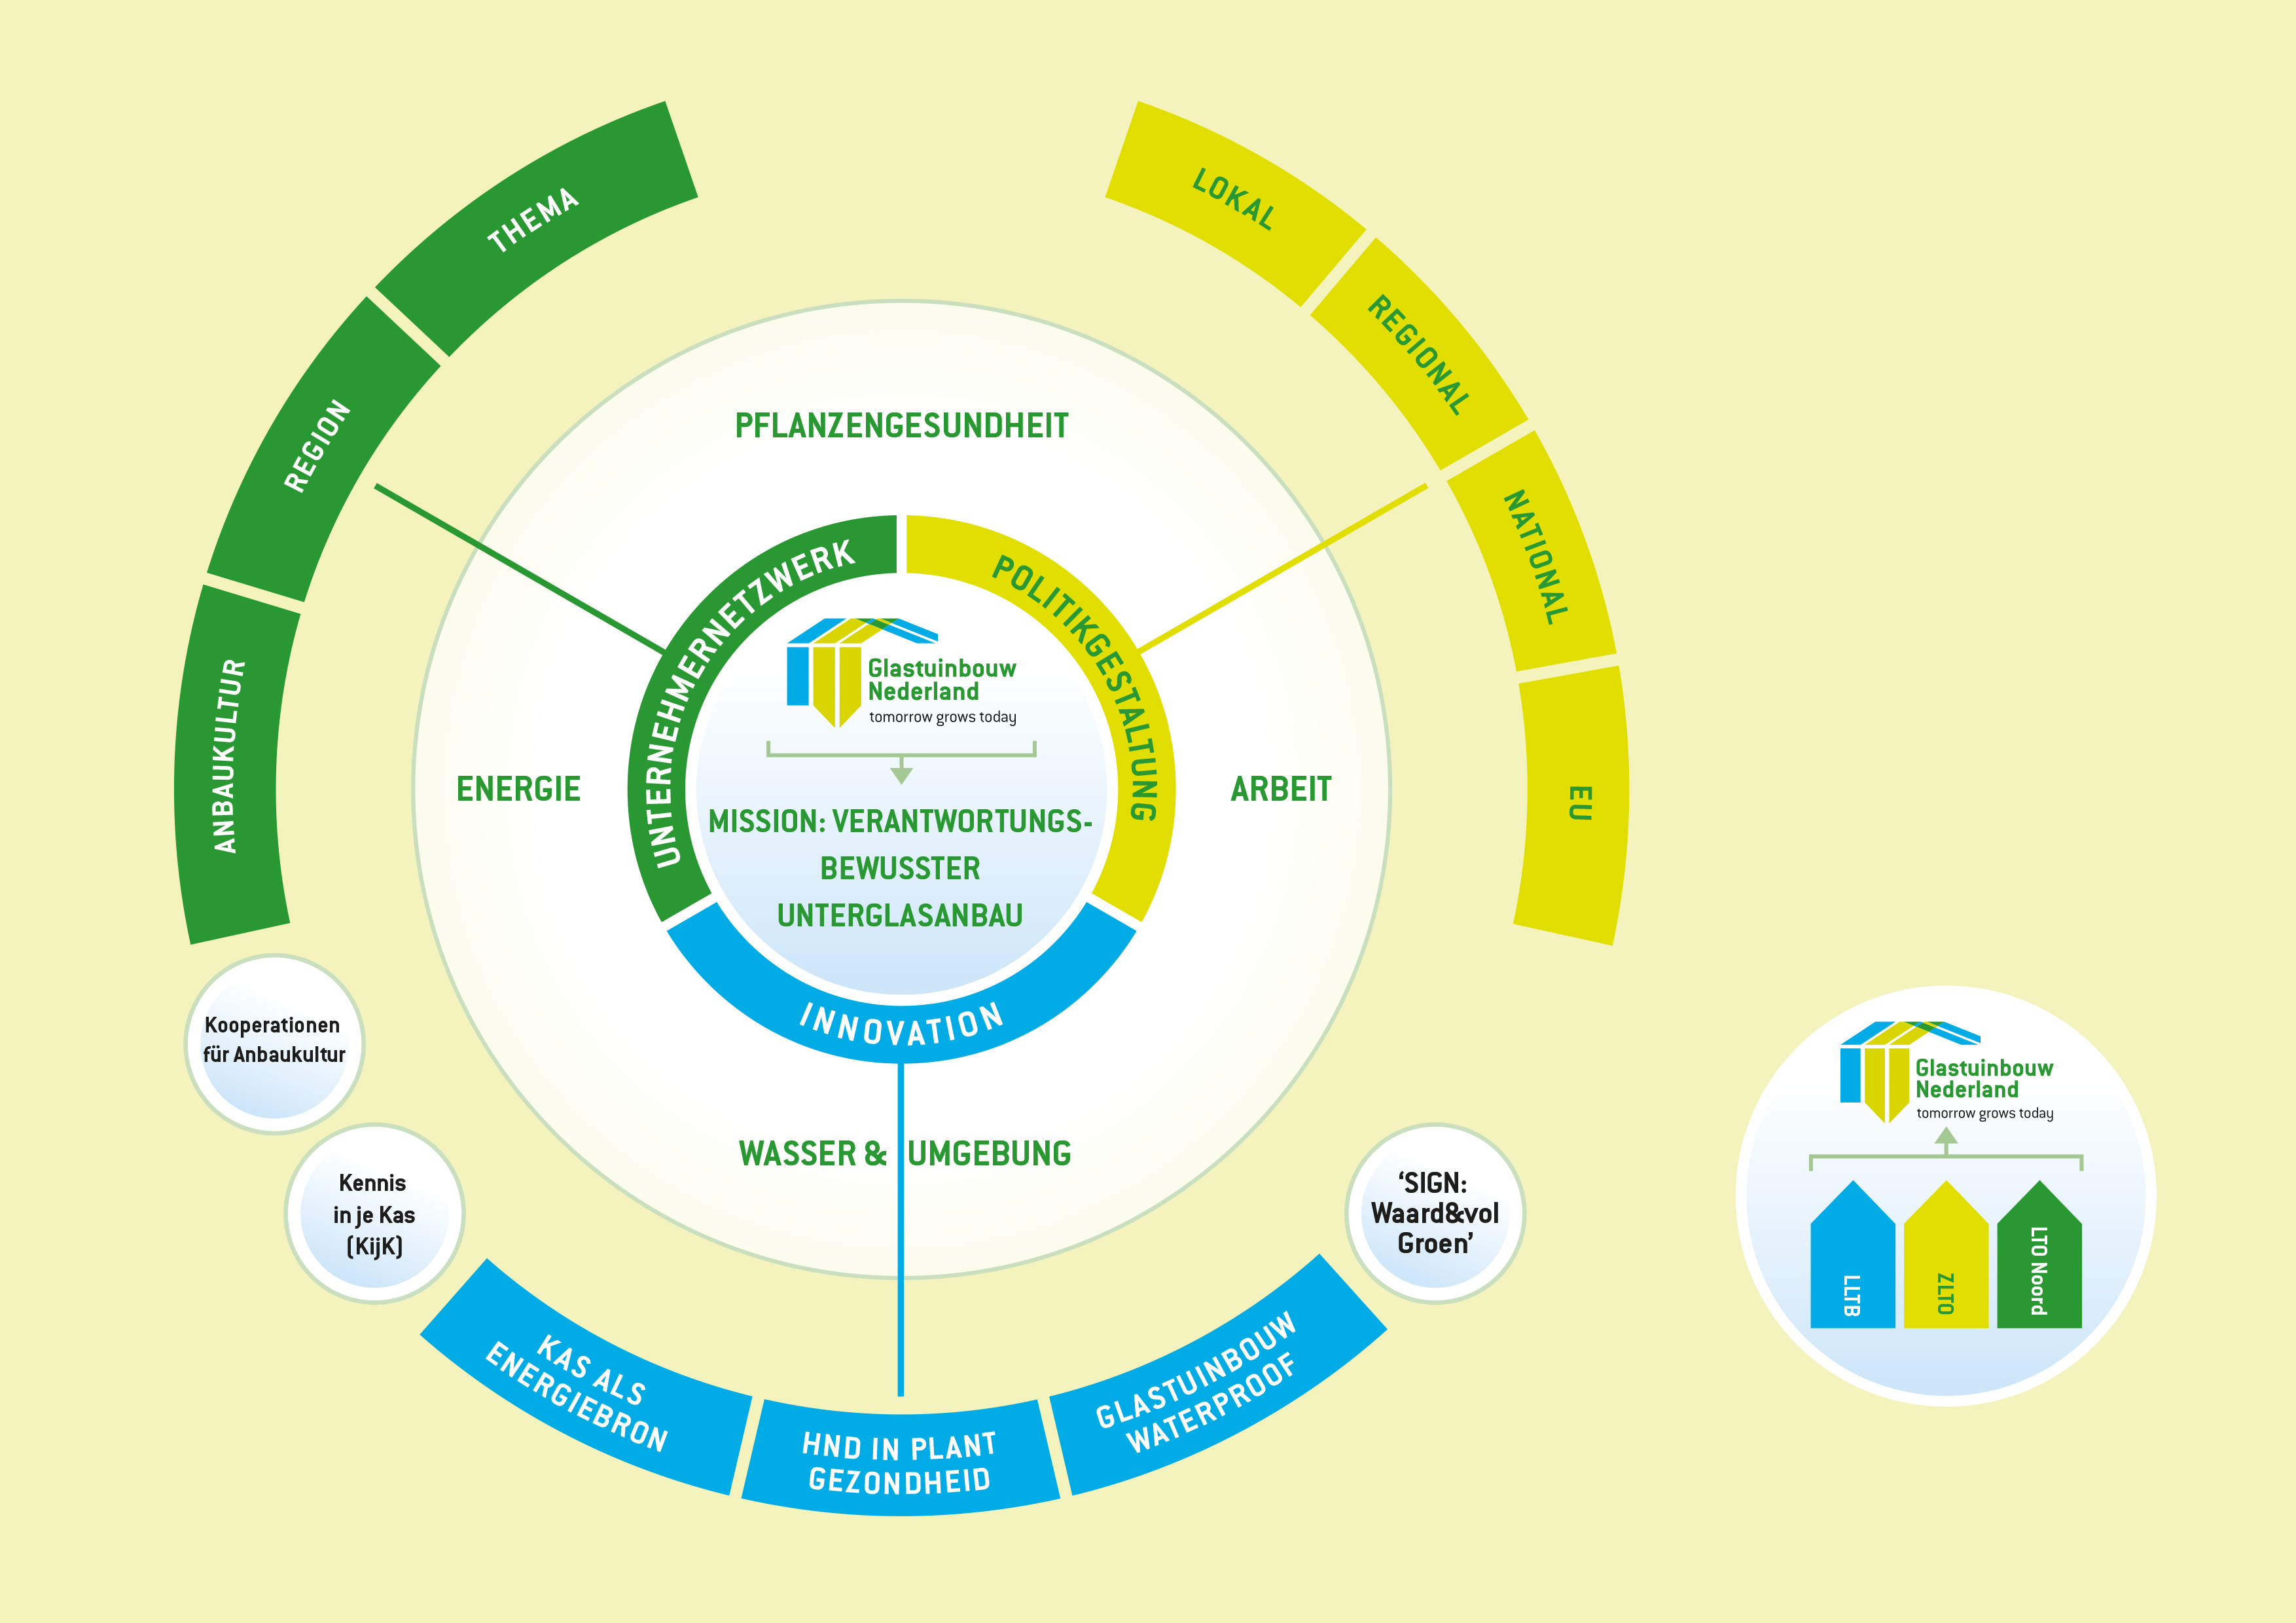 THEMA
REGION
ANBAUKULTUR
LOKAL
REGIONAL
NATIONAL
EU
PFLANZENGESUNDHEIT
ENERGIE
ARBEIT
WASSER & UMGEBUNG
UNTERNEHMERNETZWERK
POLITIKGESTALTUNG
INNOVATION
Glastuinbouw
Nederland
tomorrow grows today
MISSION: VERANTWORTUNGS-
BEWUSSTER
UNTERGLASANBAU
Kooperationen
für Anbaukultur
Kennis
in je Kas
(KijK)
KAS ALS
ENERGIEBRON
HND IN PLANT
GEZONDHEID
GLASTUINBOUW
WATERPROOF
‘SIGN:
Waard&vol
Groen’
Glastuinbouw
Nederland
tomorrow grows today
LLTB
ZLTO
LTO Noord